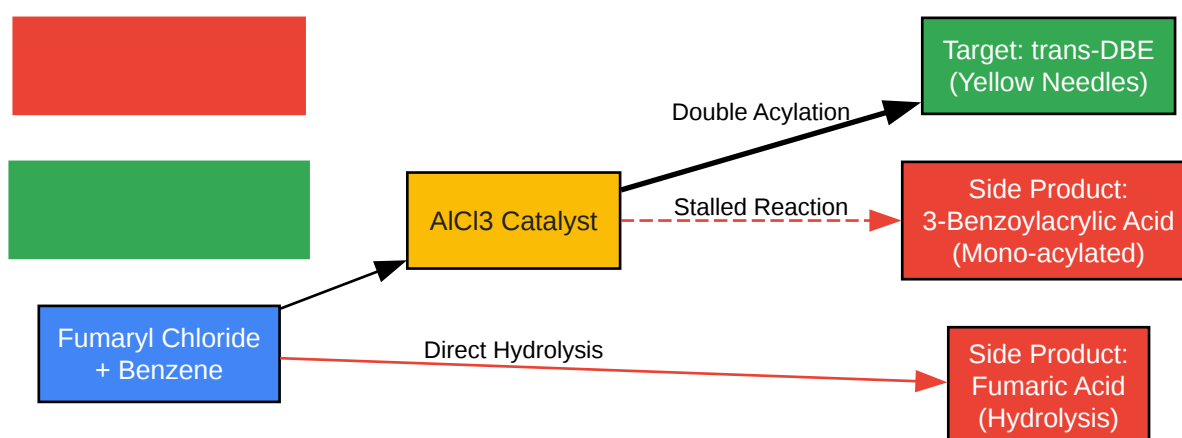 Target: trans-DBE
(Yellow Needles)
Double Acylation
AlCl3 Catalyst
Stalled Reaction
Side Product:
3-Benzoylacrylic Acid
(Mono-acylated)
Fumaryl Chloride
+ Benzene
Direct Hydrolysis
Side Product:
Fumaric Acid
(Hydrolysis)